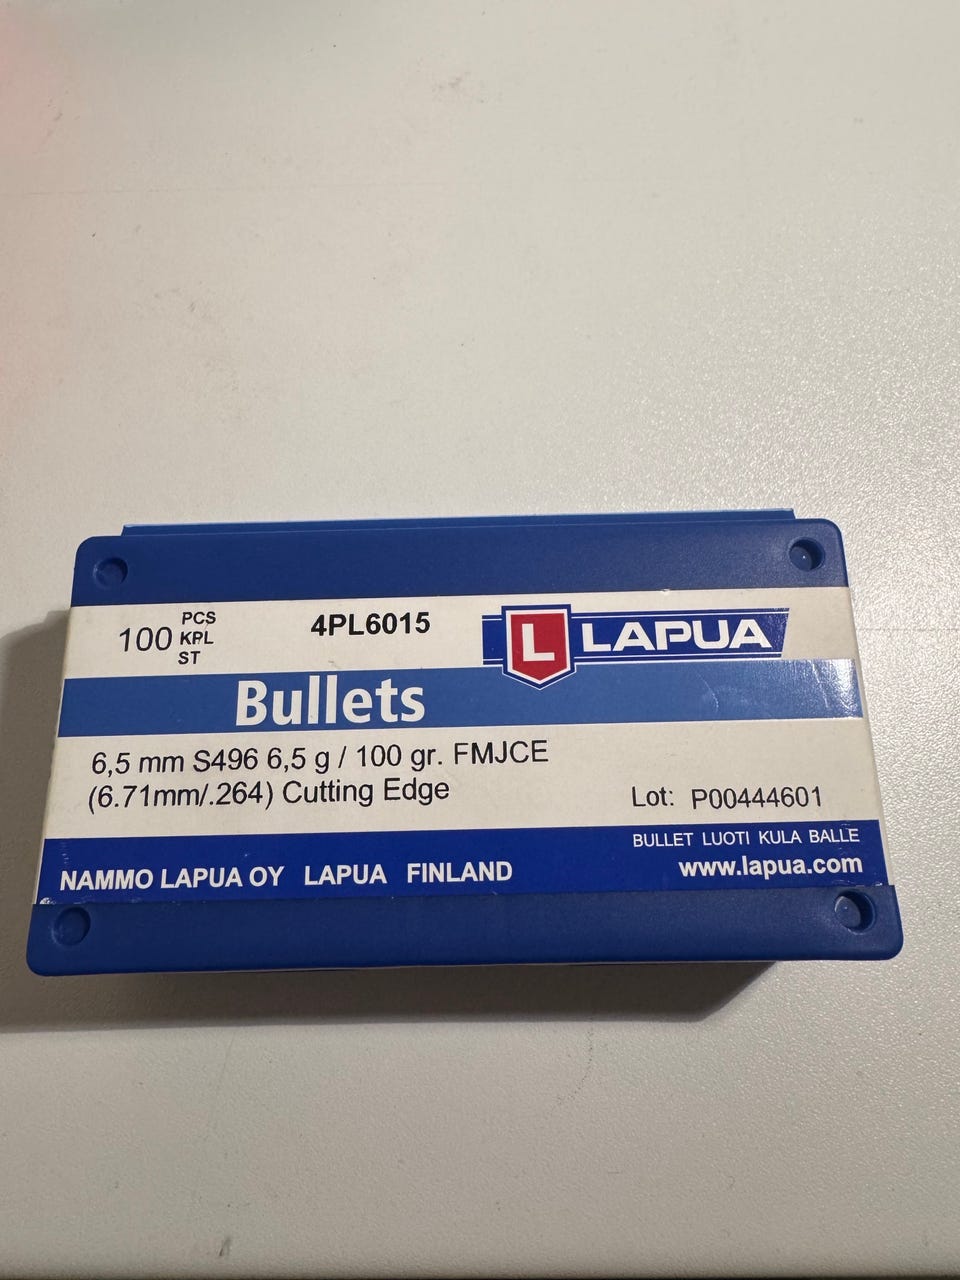 100 PCS
KPL
ST
4PL6015
L LAPUA
Bullets
6,5 mm S496 6,5 g / 100 gr. FMJCE
(6.71mm/.264) Cutting Edge
Lot: P00444601
BULLET LUOTI KULA BALLE
NAMMO LAPUA OY LAPUA FINLAND
www.lapua.com